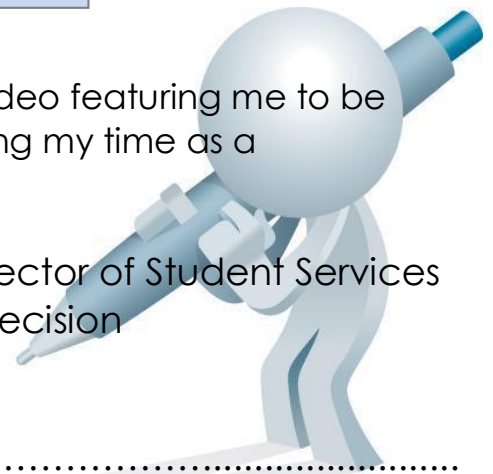 deo featuring me to be
ng my time as a
ector of Student Services
ecision
........................................................